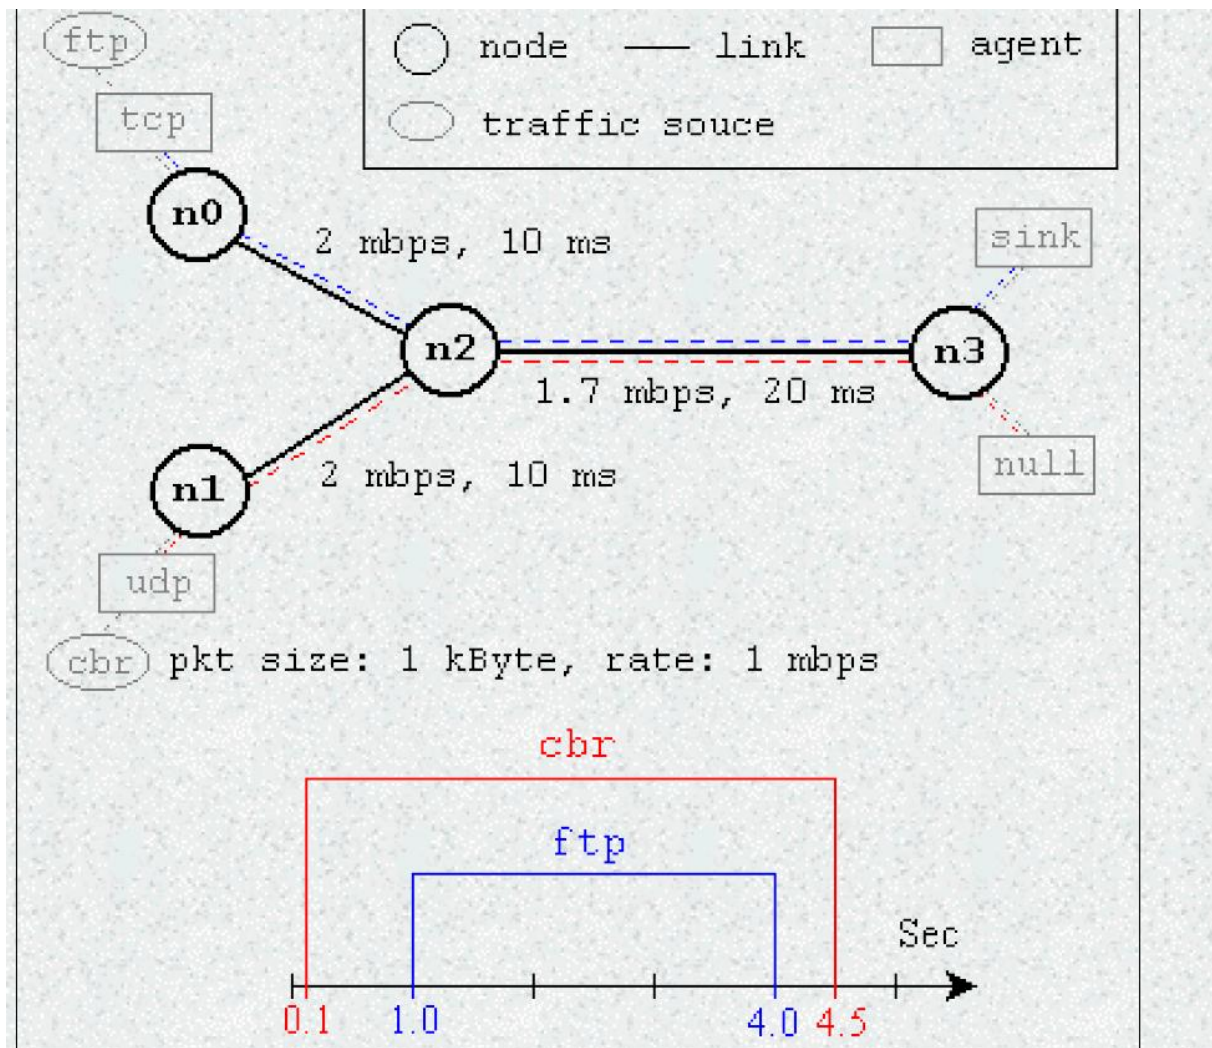 ftp
node
link
agent
tcp
traffic souce
n0
2 mbps, 10 ms
sink
n2
n3
1.7 mbps, 20 ms
n1
2 mbps, 10 ms
null
udp
cbr
pkt size: 1 kByte, rate: 1 mbps
cbr
ftp
Sec
0.1
1.0
4.0
4.5